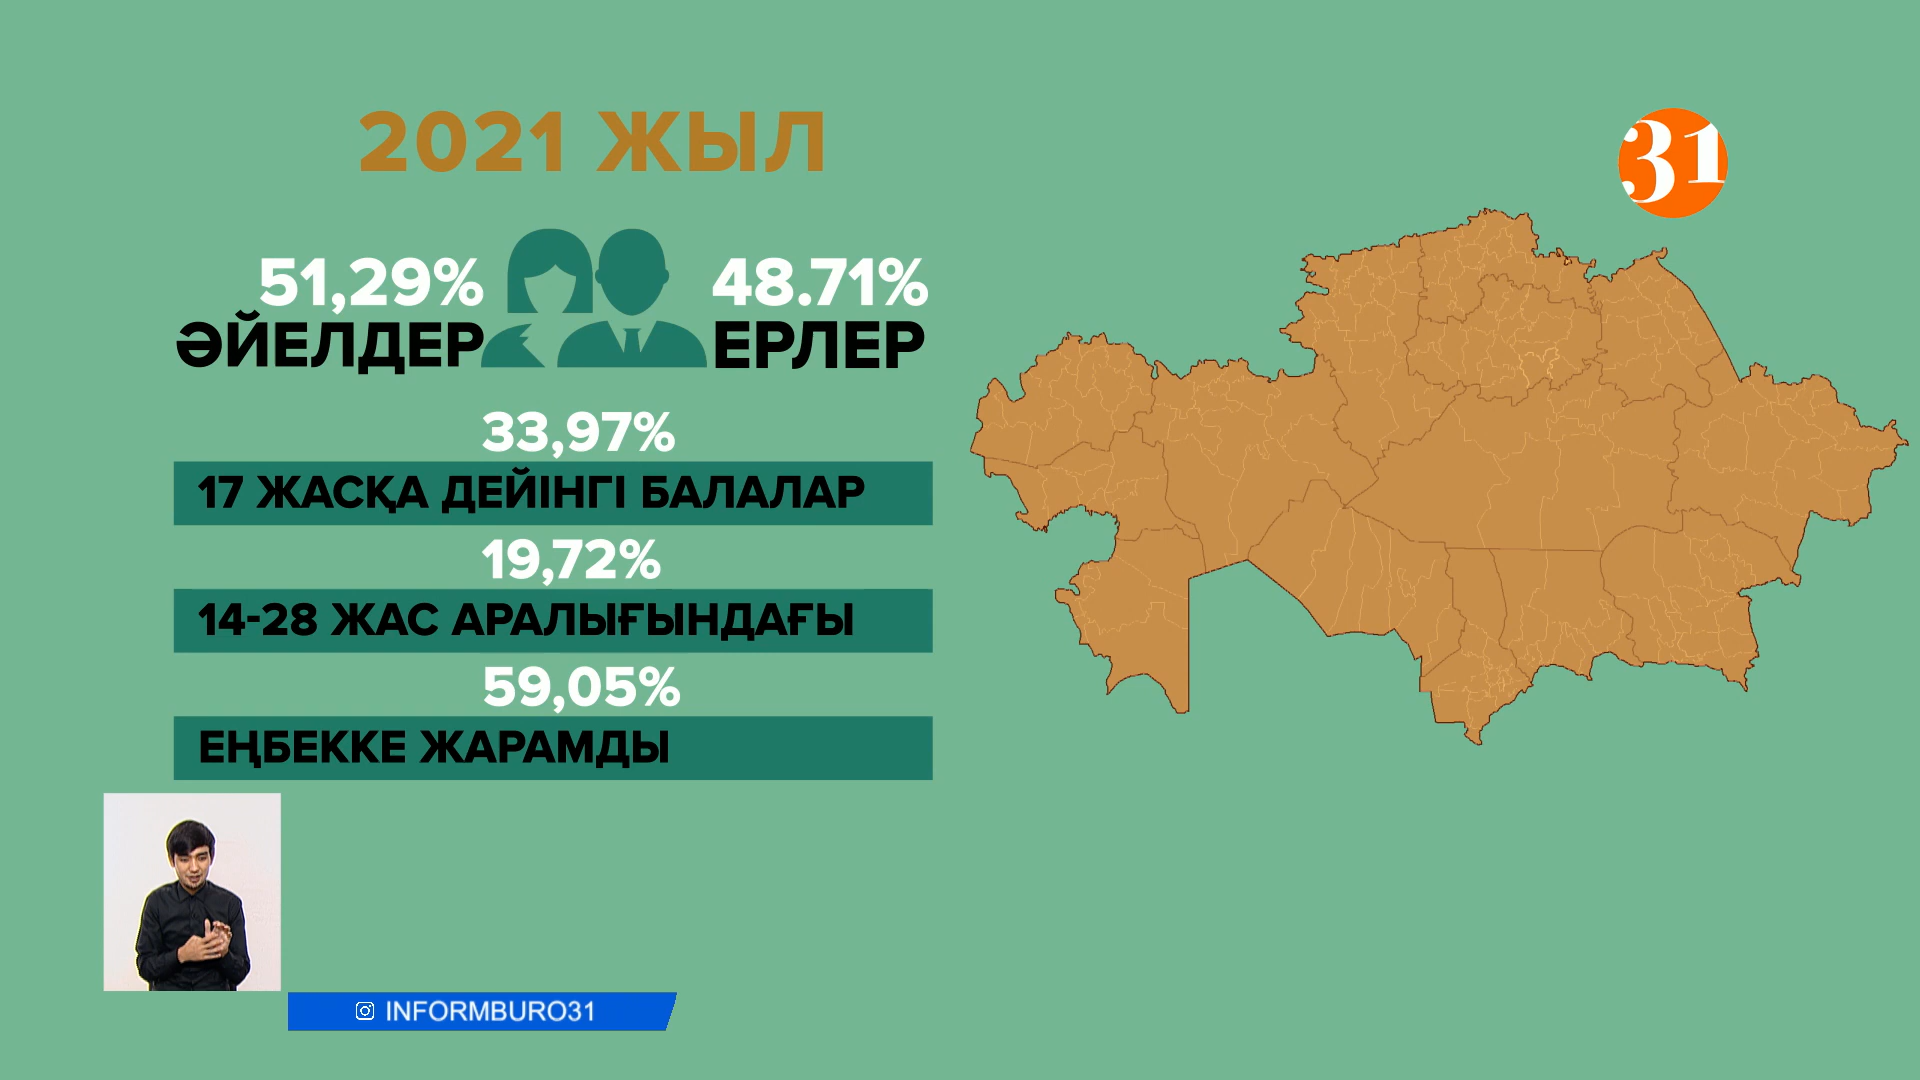 2021 ЖЫЛ
31
51,29%
48.71%
ӘЙЕЛДЕР
ЕРЛЕР
33,97%
17 ЖАСҚА ДЕЙІНГІ БАЛАЛАР
19,72%
14-28 ЖАС АРАЛЫҒЫНДАҒЫ
59,05%
ЕҢБЕККЕ ЖАРАМДЫ
INFORMBURO31